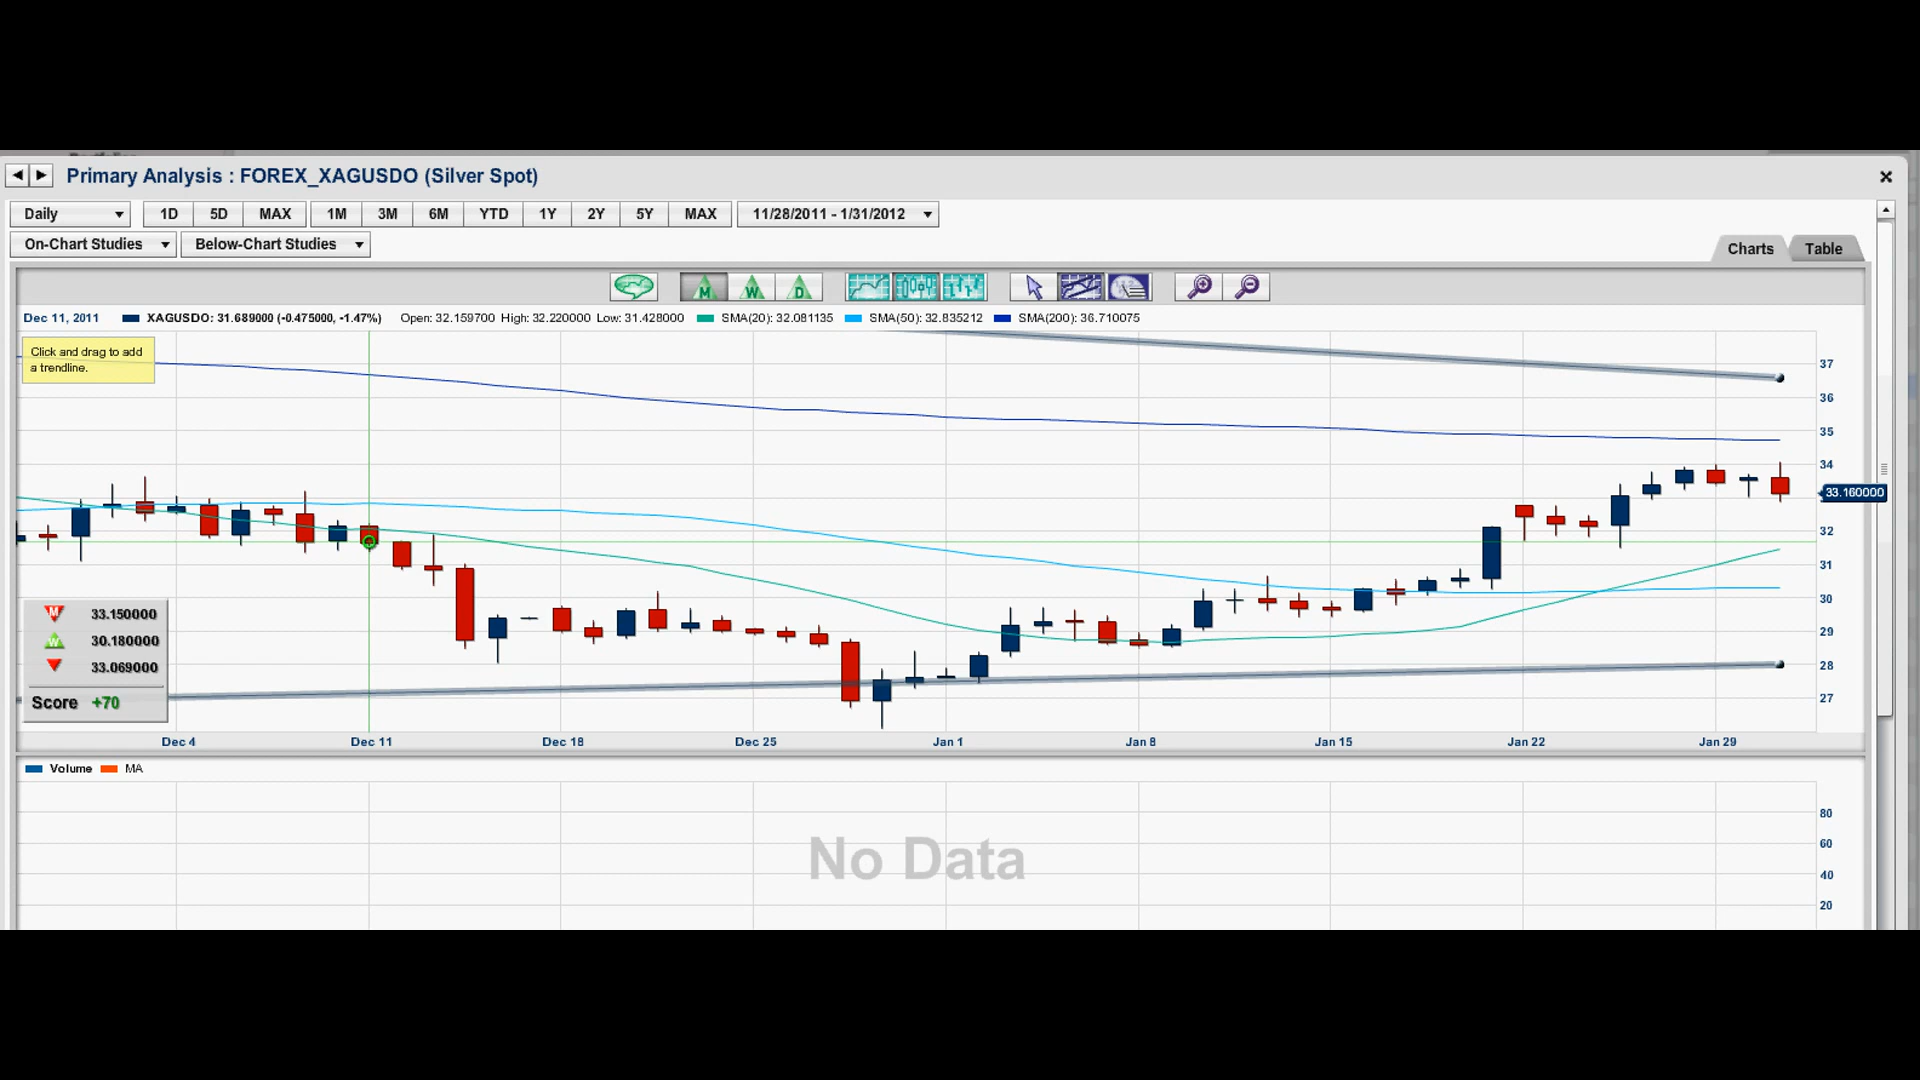 Primary Analysis : FOREX_XAGUSDO (Silver Spot)
Daily 1D 5D MAX 1M 3M 6M YTD 1Y 2Y 5Y MAX 11/28/2011 - 1/31/2012
On-Chart Studies Below-Chart Studies
Charts Table
M W D
Dec 11, 2011 XAGUSDO: 31.689000 (-0.475000, -1.47%) Open: 32.159700 High: 32.220000 Low: 31.428000 SMA(20): 32.081135 SMA(50): 32.835212 SMA(200): 36.710075
Click and drag to add
a trendline.
37
36
35
34
33.160000
32
31
30
29
28
27
M 33.150000
W 30.180000
33.069000
Score +70
Dec 4 Dec 11 Dec 18 Dec 25 Jan 1 Jan 8 Jan 15 Jan 22 Jan 29
Volume MA
No Data
80
60
40
20